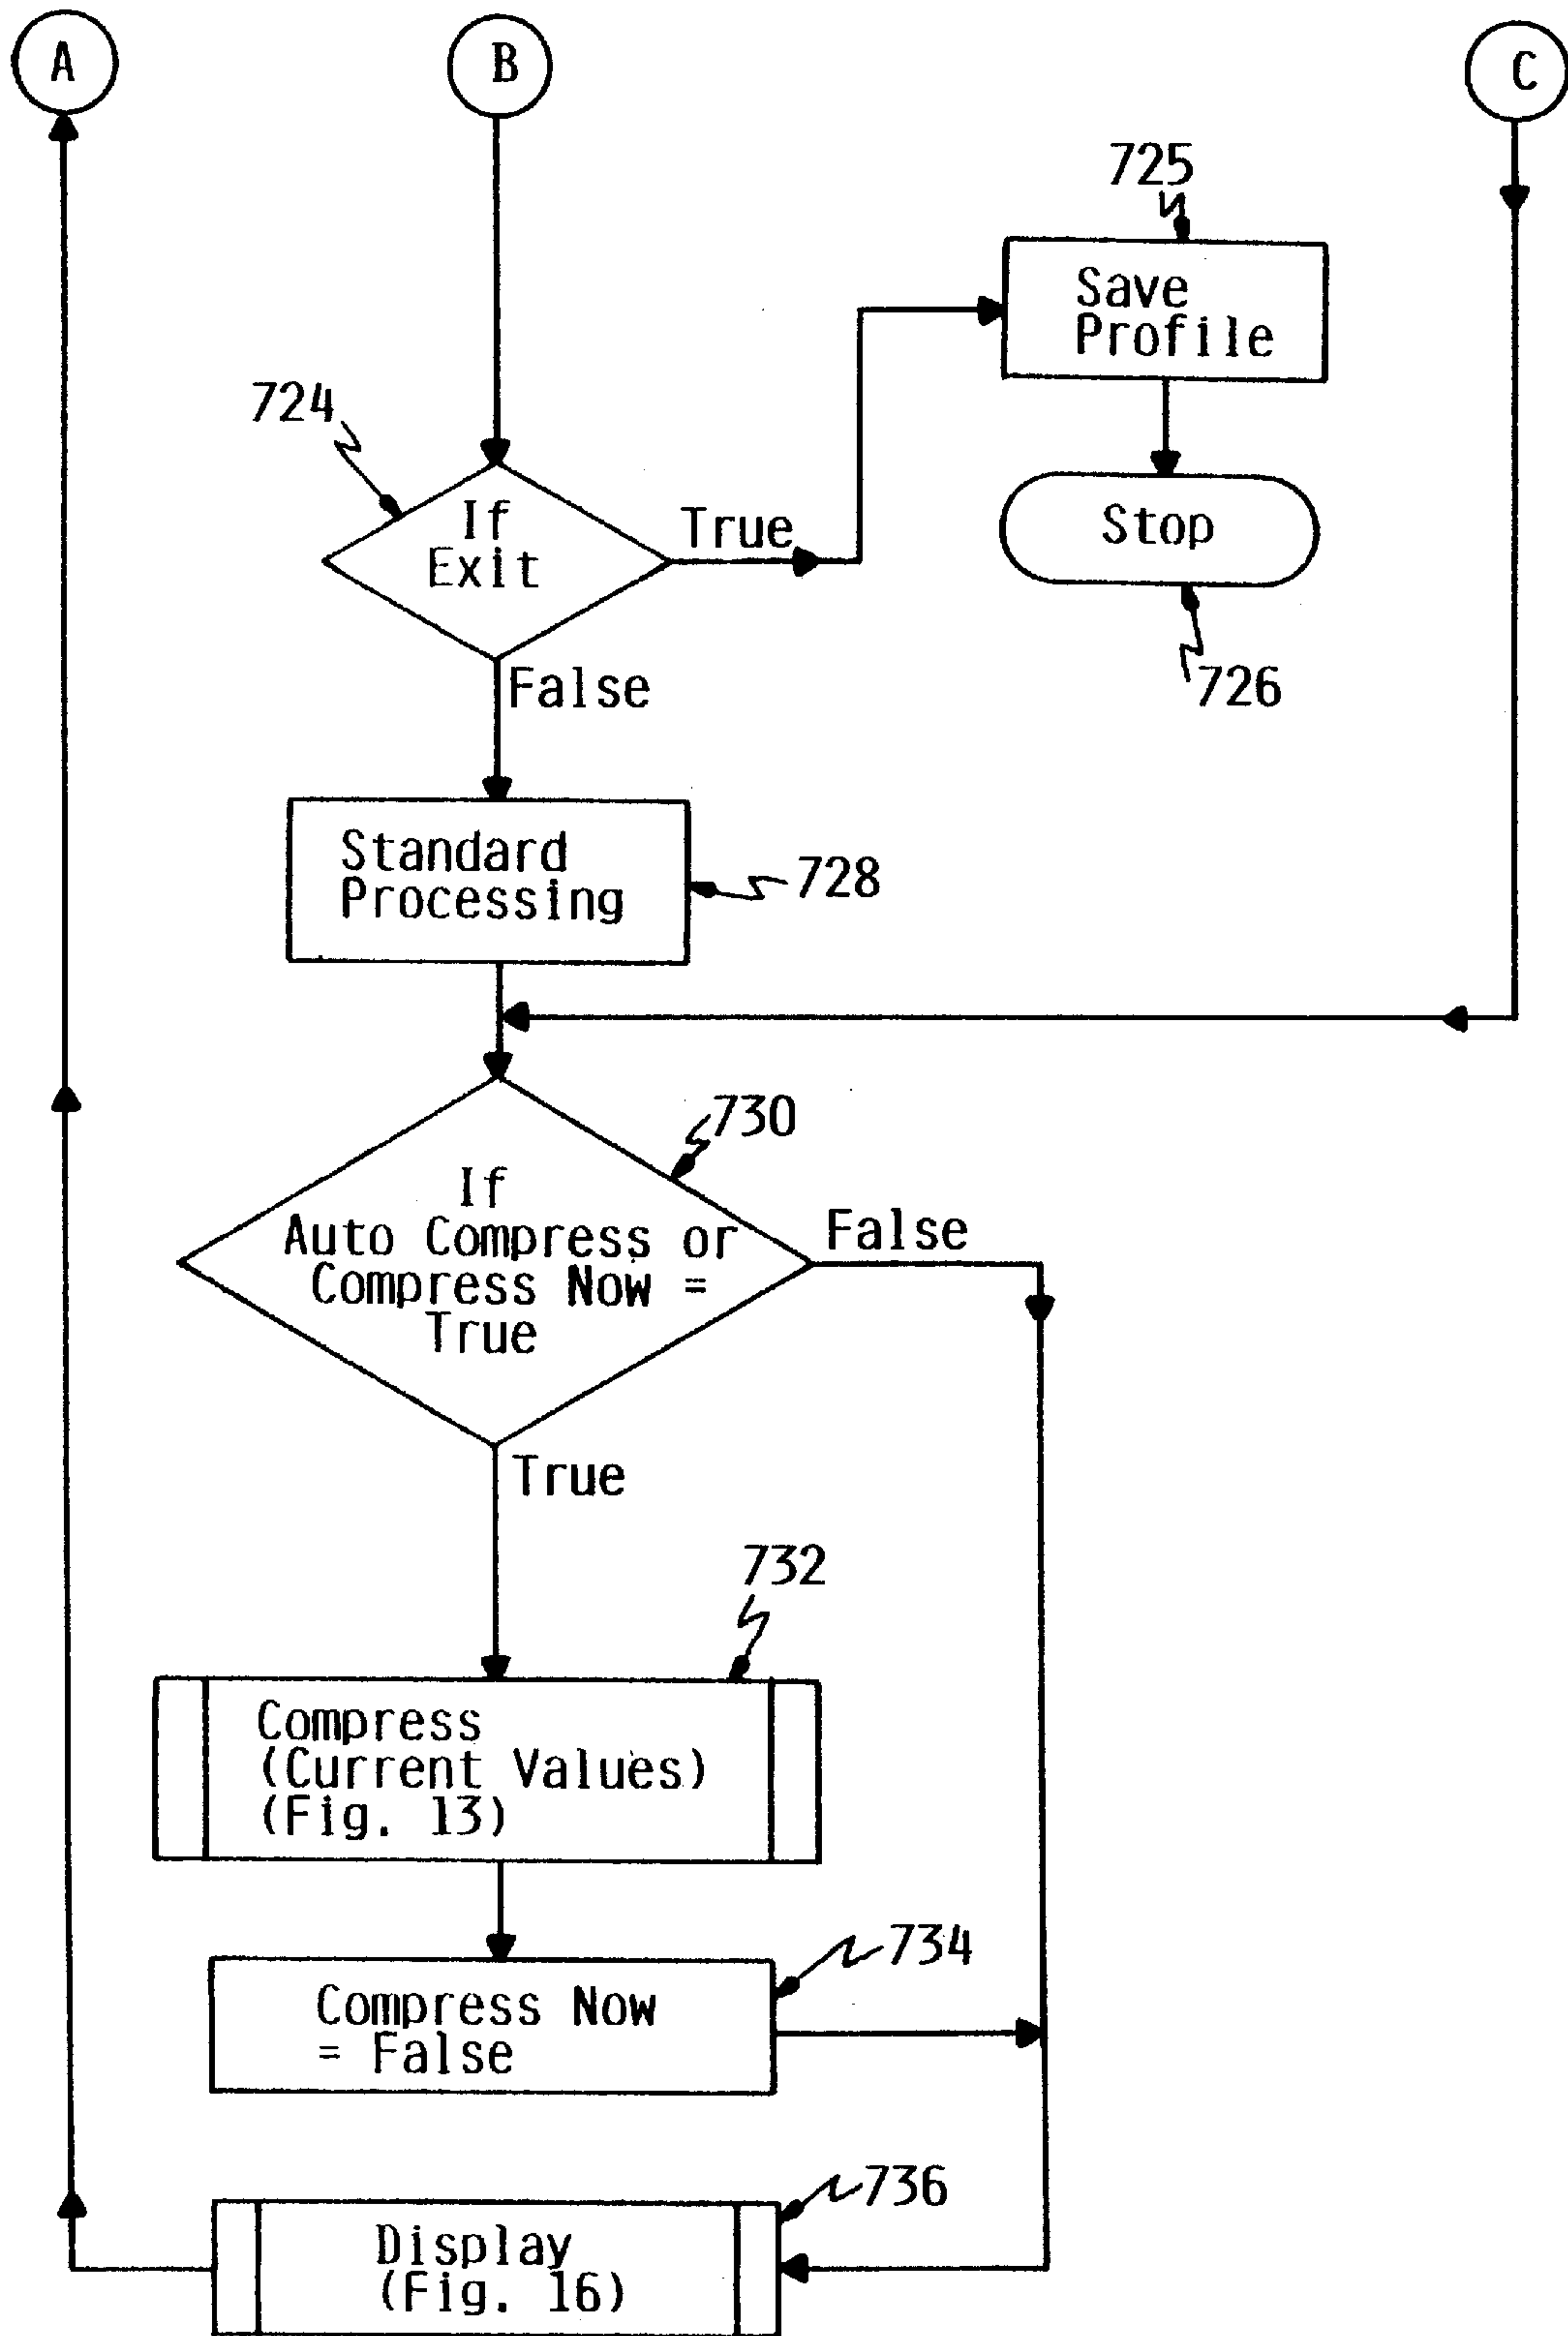 A
B
C
725
Save
Profile
724
If
Exit
True
Stop
726
False
Standard
Processing
728
730
If
Auto Compress or
Compress Now =
True
False
True
732
Compress
(Current Values)
(Fig. 13)
734
Compress Now
= False
736
Display
(Fig. 16)